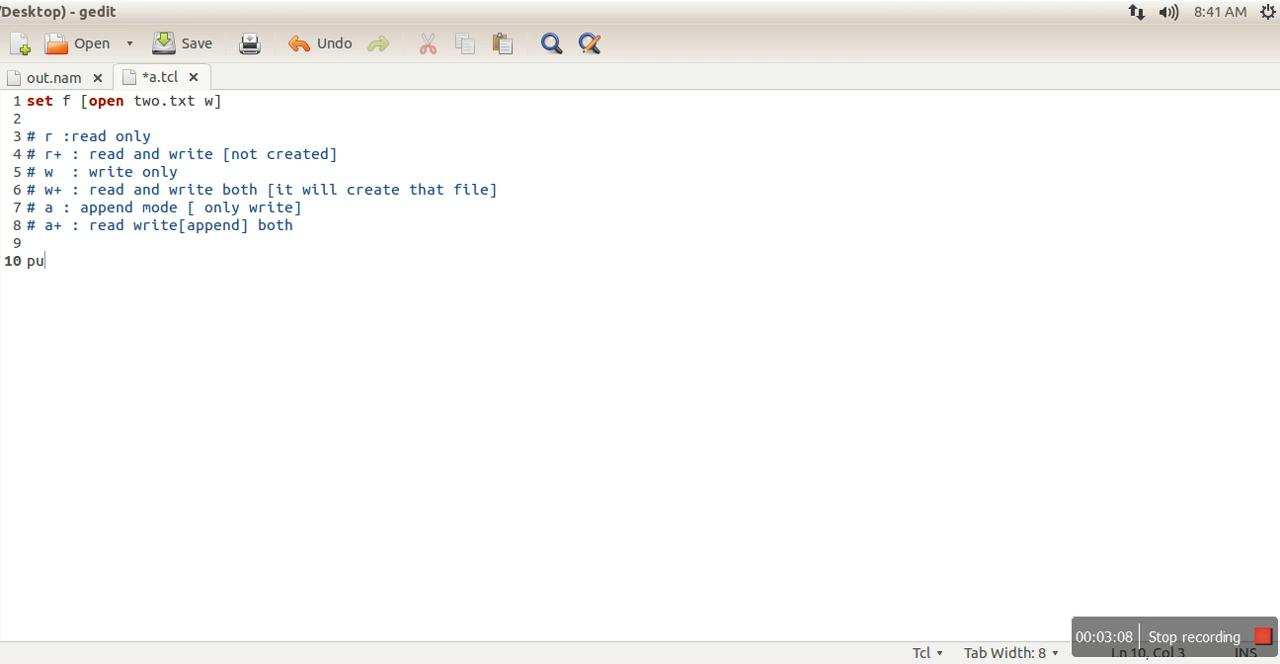 /Desktop) - gedit
8:41 AM
Open
Save
Undo
out.nam
*a.tcl
1 set f [open two.txt w]
2
3 # r :read only
4 # r+ : read and write [not created]
5 # w  : write only
6 # w+ : read and write both [it will create that file]
7 # a : append mode [ only write]
8 # a+ : read write[append] both
9
10 pu
00:03:08 Stop recording
Tcl
Tab Width: 8
Ln 10, Col 3
INS